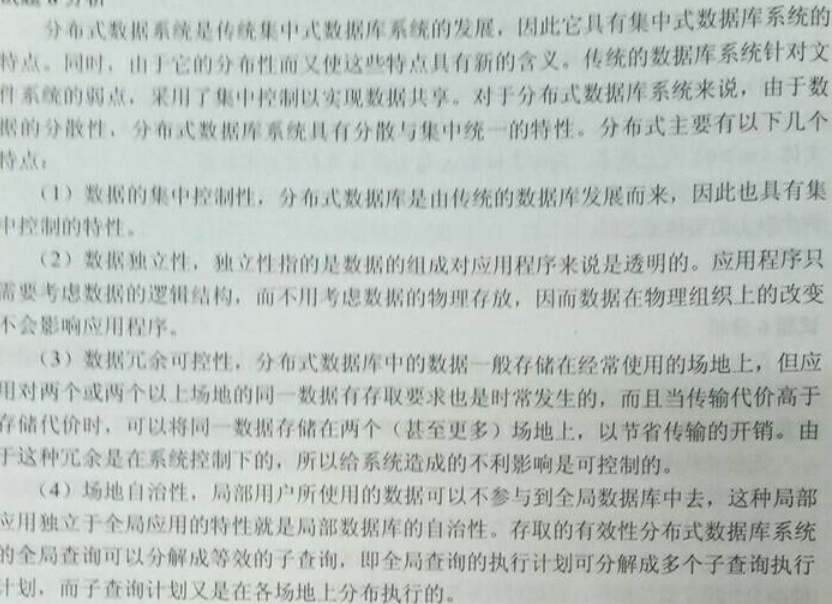 分布式数据系统是传统集中式数据库系统的发展，因此它具有集中式数据库系统的
特点。同时，由于它的分布性而又使这些特点具有新的含义。传统的数据库系统针对文
件系统的弱点，采用了集中控制以实现数据共享。对于分布式数据库系统来说，由于数
据的分散性，分布式数据库系统具有分散与集中统一的特性。分布式主要有以下几个
特点：
（1）数据的集中控制性，分布式数据库是由传统的数据库发展而来，因此也具有集
中控制的特性。
（2）数据独立性，独立性指的是数据的组成对应用程序来说是透明的。应用程序只
需要考虑数据的逻辑结构，而不用考虑数据的物理存放，因而数据在物理组织上的改变
不会影响应用程序。
（3）数据冗余可控性，分布式数据库中的数据一般存储在经常使用的场地上，但应
用对两个或两个以上场地的同一数据有存取要求也是时常发生的，而且当传输代价高于
存储代价时，可以将同一数据存储在两个（甚至更多）场地上，以节省传输的开销。由
于这种冗余是在系统控制下的，所以给系统造成的不利影响是可控制的。
（4）场地自治性，局部用户所使用的数据可以不参与到全局数据库中去，这种局部
应用独立于全局应用的特性就是局部数据库的自治性。存取的有效性分布式数据库系统
的全局查询可以分解成等效的子查询，即全局查询的执行计划可分解成多个子查询执行
计划，而子查询计划又是在各场地上分布执行的。